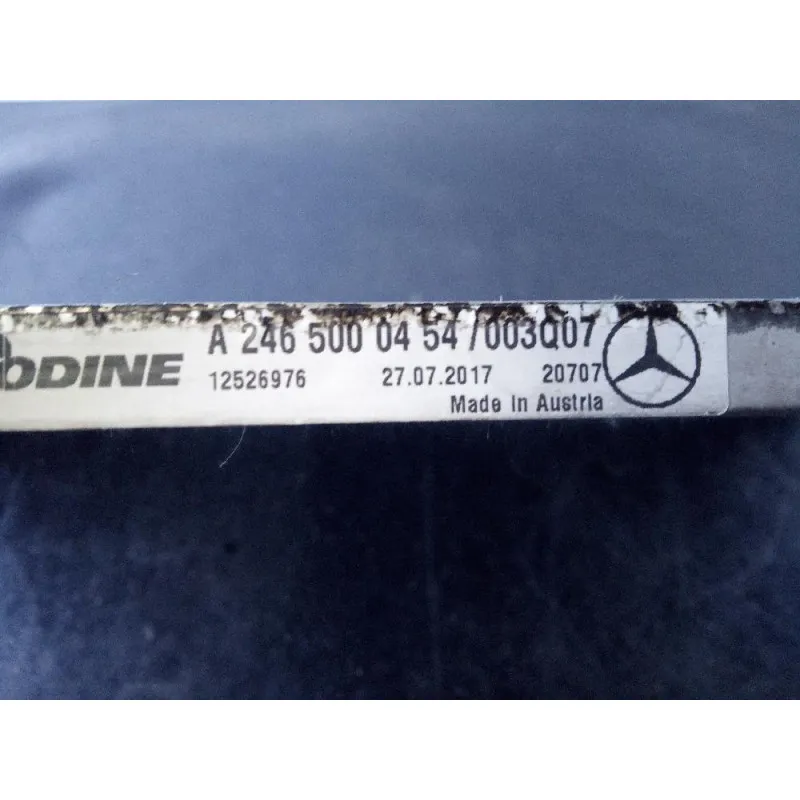 ODINE
A 246 500 04 54 /003Q07
12526976 27.07.2017 20707
Made in Austria